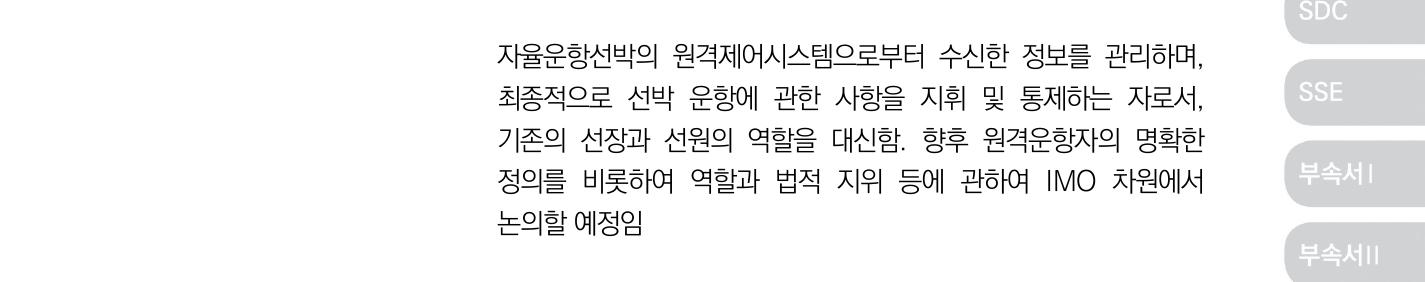 SDC
자율운항선박의 원격제어시스템으로부터 수신한 정보를 관리하며,
최종적으로 선박 운항에 관한 사항을 지휘 및 통제하는 자로서,
기존의 선장과 선원의 역할을 대신함. 향후 원격운항자의 명확한
정의를 비롯하여 역할과 법적 지위 등에 관하여 IMO 차원에서
논의할 예정임
SSE
부속서Ⅰ
부속서Ⅱ